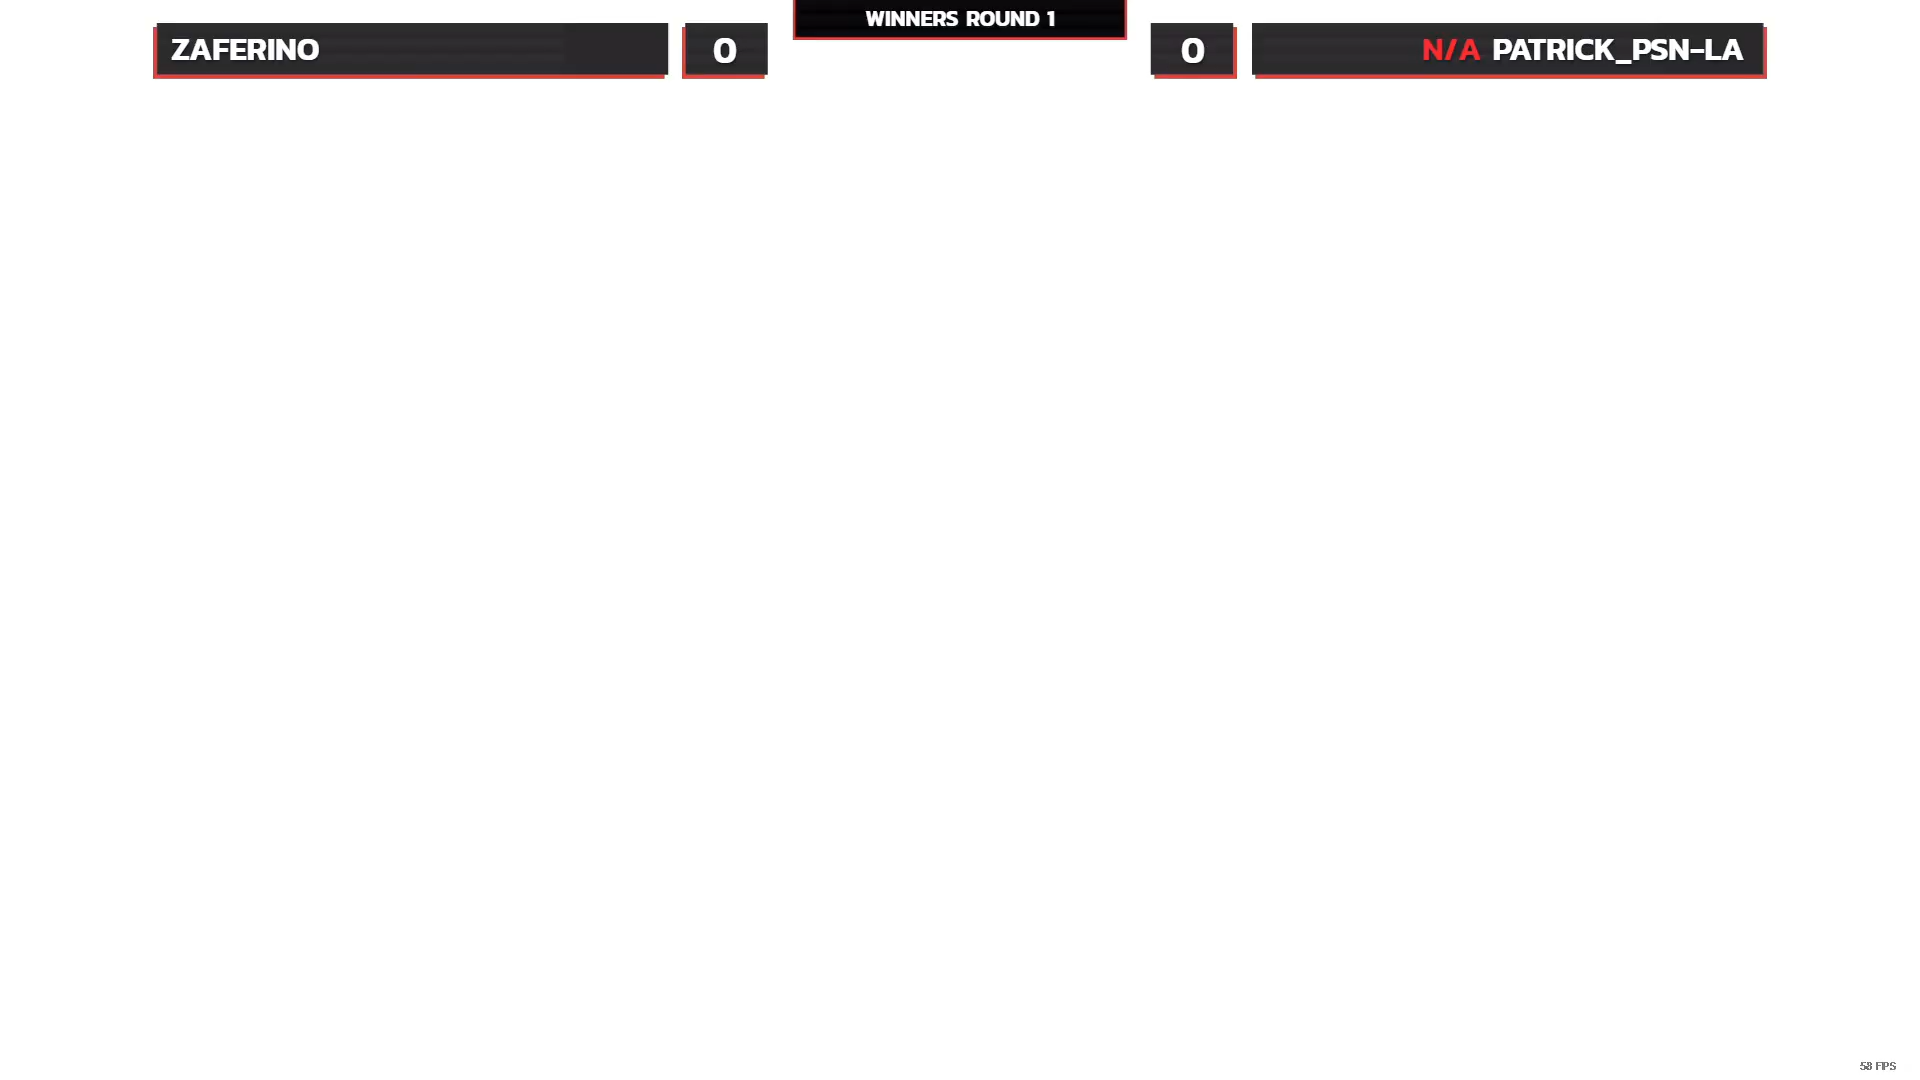 WINNERS ROUND 1
ZAFERINO 0 0 N/A PATRICK_PSN-LA
58 FPS